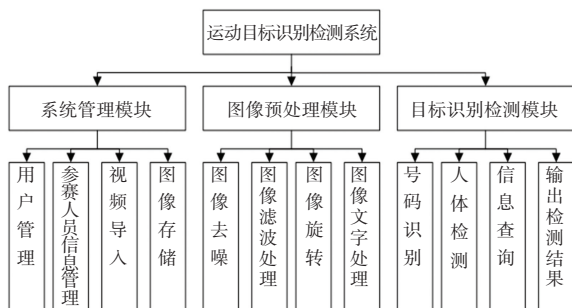 运动目标识别检测系统
系统管理模块
图像预处理模块
目标识别检测模块
用户管理
参赛人员信息管理
视频导入
图像存储
图像去噪
图像滤波处理
图像旋转
图像文字处理
号码识别
人体检测
信息查询
输出检测结果